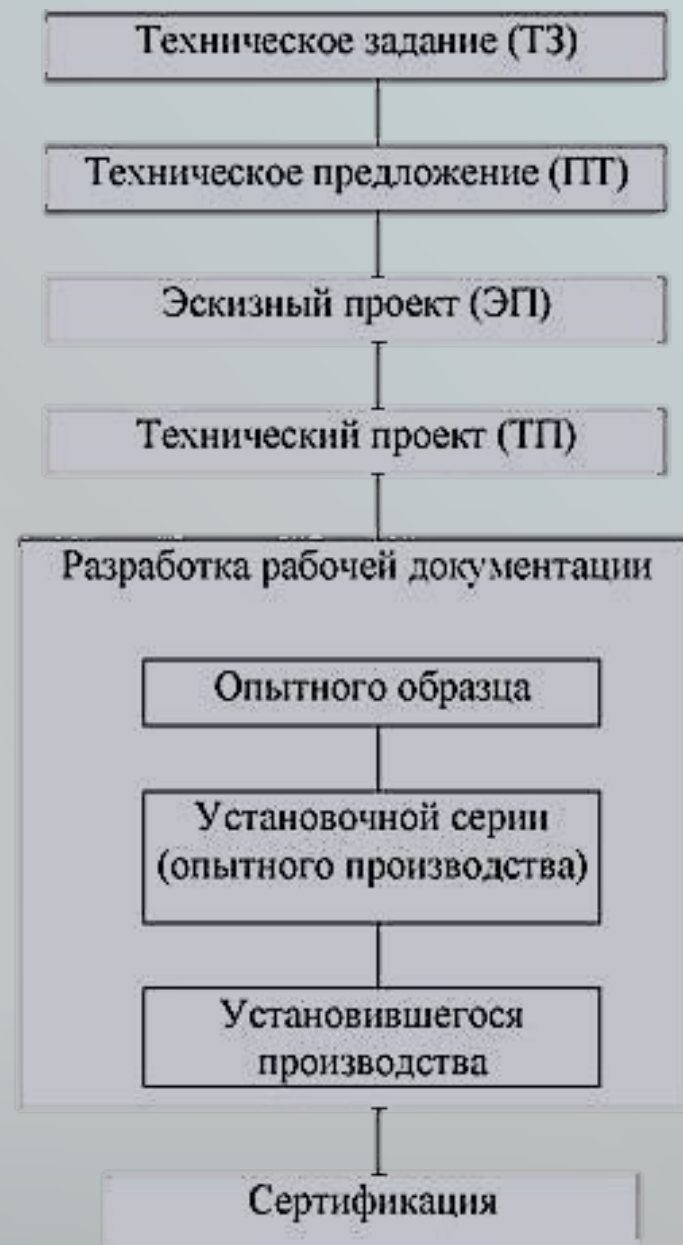 Техническое задание (ТЗ)
Техническое предложение (ПТ)
Эскизный проект (ЭП)
Технический проект (ТП)
Разработка рабочей документации
Опытного образца
Установочной серии
(опытного производства)
Установившегося
производства
Сертификация